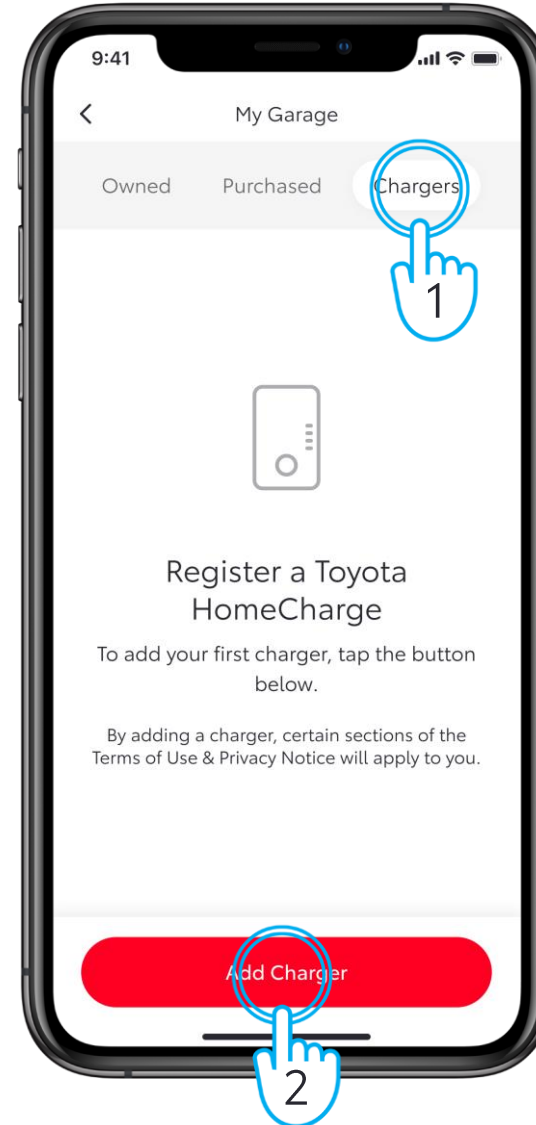 9:41
My Garage
Owned Purchased Chargers
1
Register a Toyota
HomeCharge
To add your first charger, tap the button
below.
By adding a charger, certain sections of the
Terms of Use & Privacy Notice will apply to you.
Add Charger
2